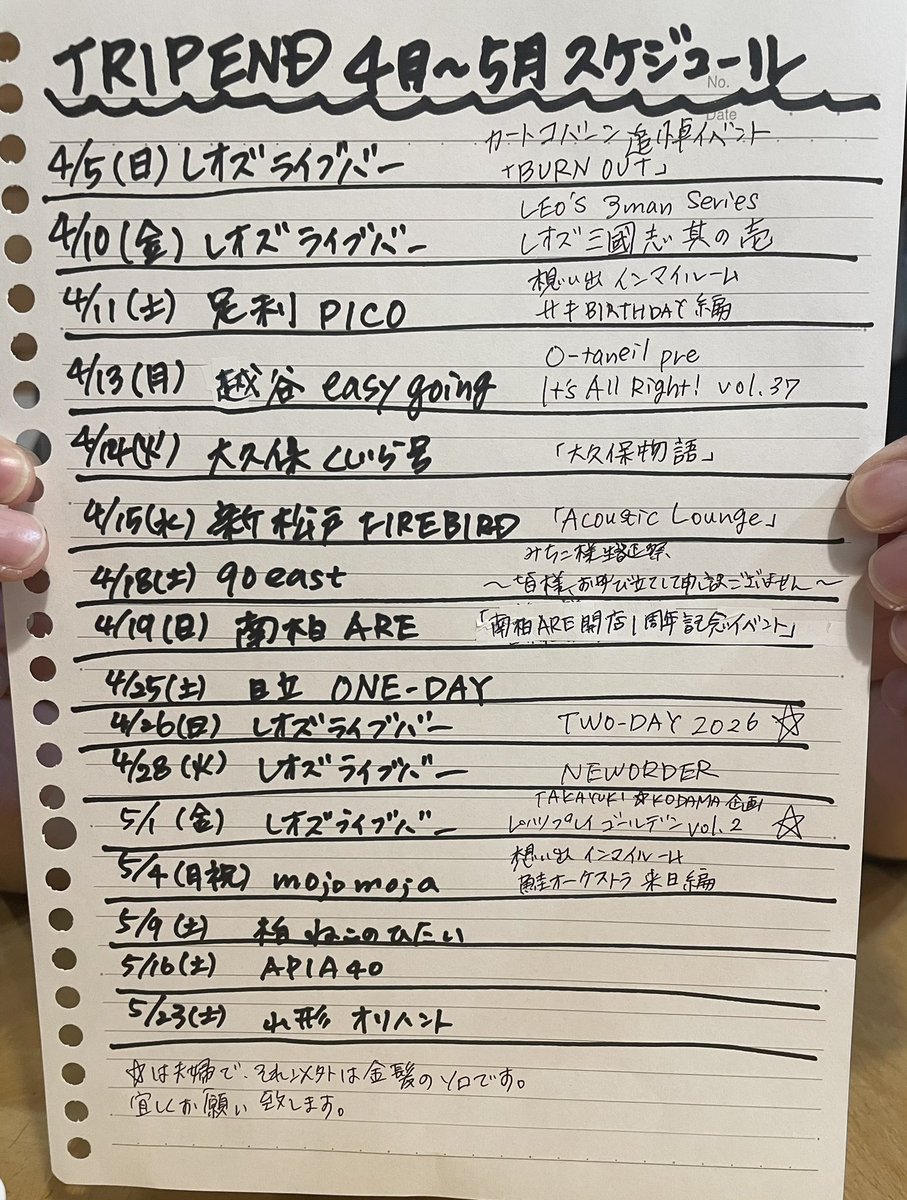 TRIPEND 4月〜5月 スケジュール
No.
Date
4/5(日) レオズライブバー カートコバーン追悼イベント
「BURN OUT」
4/10(金) レオズライブバー LEO'S 3man Series
レオズ三國志 其の壱
4/11(土) 足利 PICO 想い出インマイルーム
サキBIRTHDAY編
4/13(月) 越谷 easy going O-taneil pre
It's All Right! vol.37
4/14(火) 大久保 くじら号 「大久保物語」
4/15(水) 新松戸 FIREBIRD 「Acoustic Lounge」
4/18(土) 90east みちこ様生誕祭
〜皆様、お呼び立てして申し訳ございません〜
4/19(日) 南柏 ARE 「南柏ARE開店1周年記念イベント」
4/25(土) 日立 ONE-DAY
4/26(日) レオズライブバー TWO-DAY 2026 ☆
4/28(火) レオズライブバー NEWORDER
5/1(金) レオズライブバー TAKAYUKI☆KODAMA企画
レッツプレイゴールデン vol.2 ☆
5/4(月祝) mojo moja 想い出インマイルーム
鮭オーケストラ 来日編
5/9(土) 柏 ねこのひたい
5/16(土) APIA40
5/23(土) 山形 オリハント
☆は夫婦で、それ以外は金髪のソロです。
宜しくお願い致します。